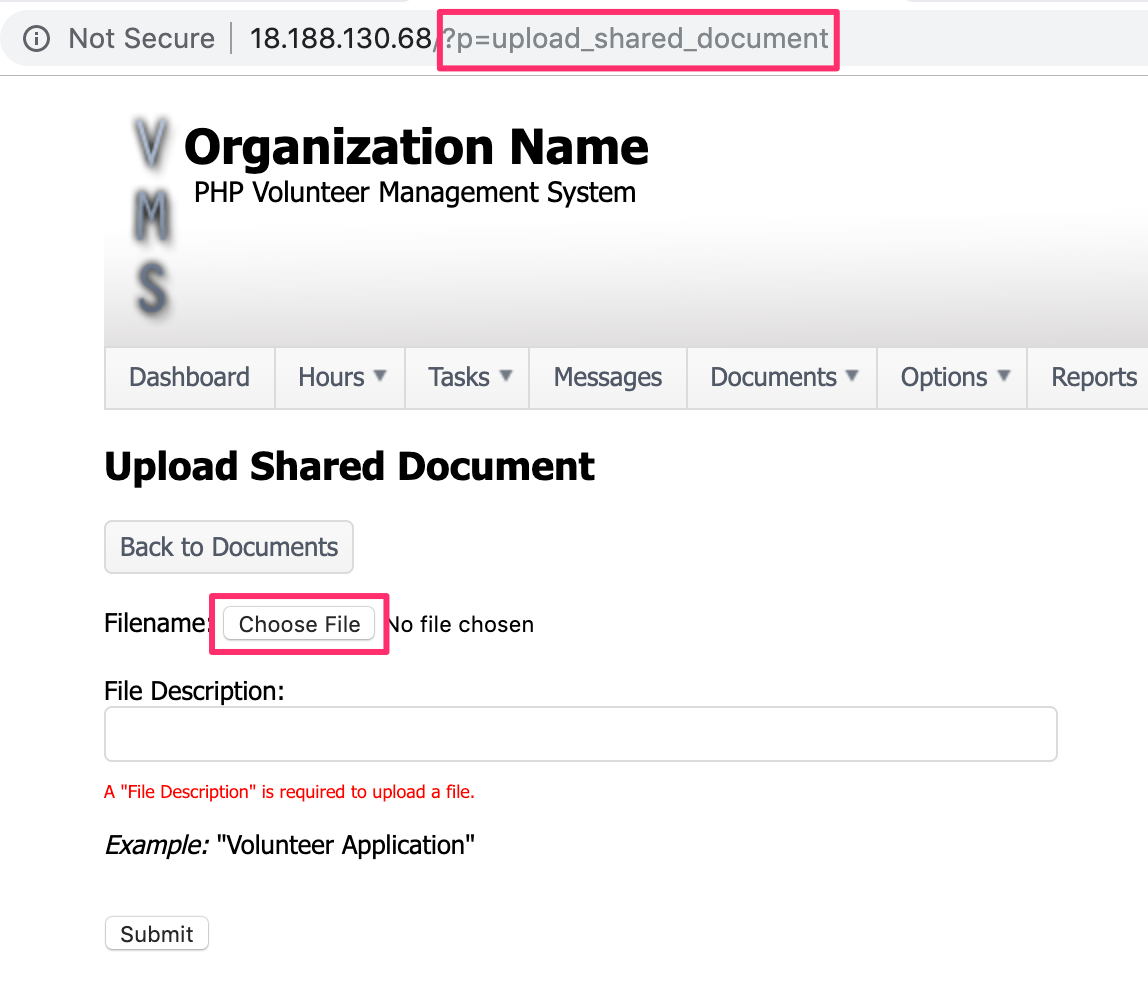 Not Secure | 18.188.130.68/?p=upload_shared_document
V
M
S
Organization Name
PHP Volunteer Management System
Dashboard Hours ▼ Tasks ▼ Messages Documents ▼ Options ▼ Reports
Upload Shared Document
Back to Documents
Filename: Choose File No file chosen
File Description:
A "File Description" is required to upload a file.
Example: "Volunteer Application"
Submit